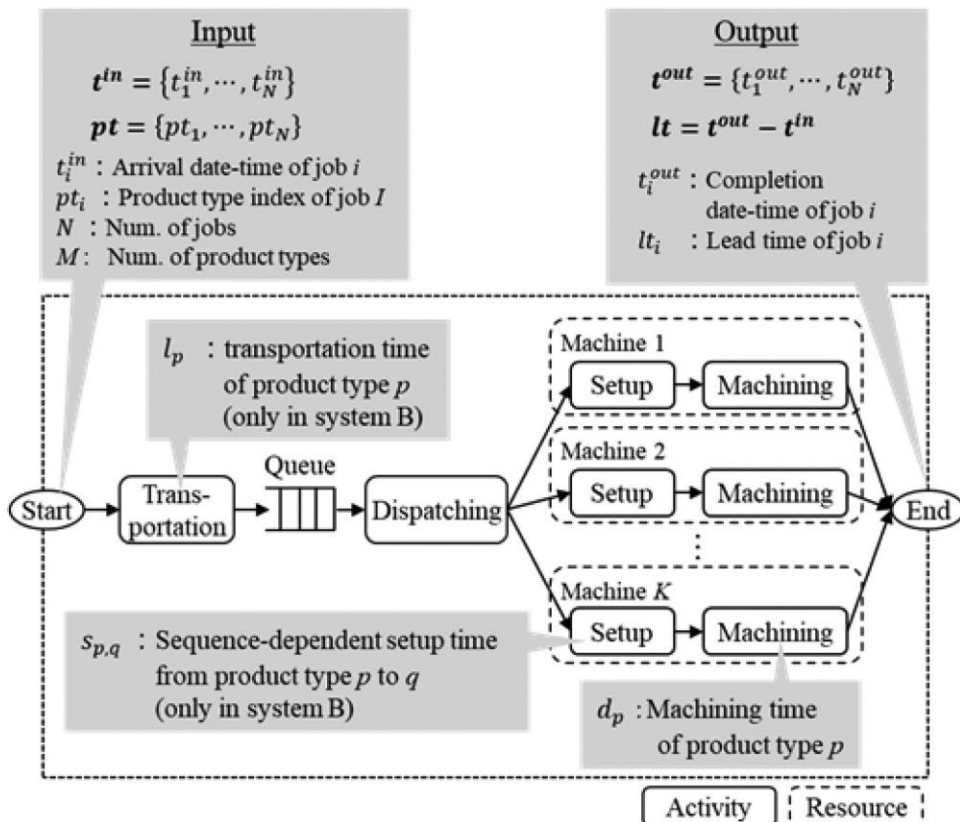 Input
t^in = {t_1^in, ⋯, t_N^in}
pt = {pt_1, ⋯, pt_N}
t_i^in : Arrival date-time of job i
pt_i : Product type index of job I
N : Num. of jobs
M : Num. of product types
Output
t^out = {t_1^out, ⋯, t_N^out}
lt = t^out − t^in
t_i^out : Completion
date-time of job i
lt_i : Lead time of job i
l_p : transportation time
of product type p
(only in system B)
Machine 1
Setup
Machining
Machine 2
Setup
Machining
⋮
Machine K
Setup
Machining
Start
Trans-
portation
Queue
Dispatching
End
s_p,q : Sequence-dependent setup time
from product type p to q
(only in system B)
d_p : Machining time
of product type p
Activity
Resource